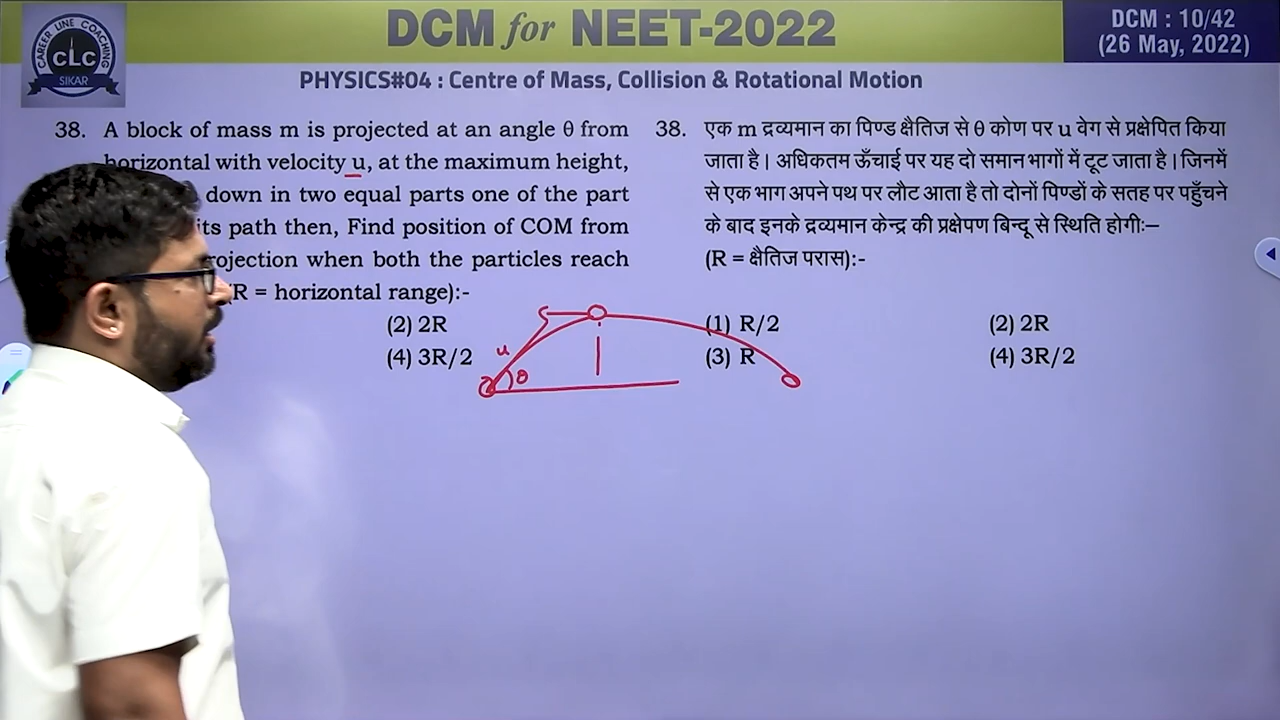 DCM for NEET-2022
DCM : 10/42
(26 May, 2022)
CAREER LINE COACHING
CLC
SIKAR
PHYSICS#04 : Centre of Mass, Collision & Rotational Motion
38. A block of mass m is projected at an angle θ from
horizontal with velocity u, at the maximum height,
down in two equal parts one of the part
its path then, Find position of COM from
rojection when both the particles reach
(R = horizontal range):-
(2) 2R
(4) 3R/2
u
θ
38. एक m द्रव्यमान का पिण्ड क्षैतिज से θ कोण पर u वेग से प्रक्षेपित किया
जाता है। अधिकतम ऊँचाई पर यह दो समान भागों में टूट जाता है। जिनमें
से एक भाग अपने पथ पर लौट आता है तो दोनों पिण्डों के सतह पर पहुँचने
के बाद इनके द्रव्यमान केन्द्र की प्रक्षेपण बिन्दू से स्थिति होगीः–
(R = क्षैतिज परास):-
(1) R/2
(2) 2R
(3) R
(4) 3R/2